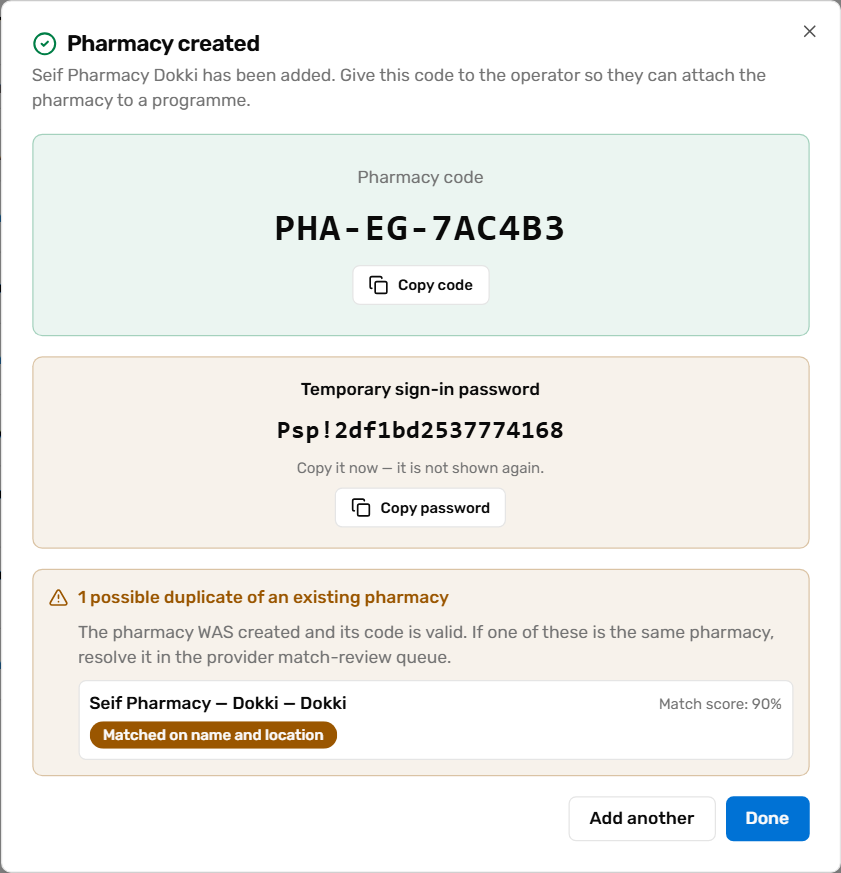 Pharmacy created
Seif Pharmacy Dokki has been added. Give this code to the operator so they can attach the
pharmacy to a programme.
Pharmacy code
PHA-EG-7AC4B3
Copy code
Temporary sign-in password
Psp!2df1bd2537774168
Copy it now — it is not shown again.
Copy password
1 possible duplicate of an existing pharmacy
The pharmacy WAS created and its code is valid. If one of these is the same pharmacy,
resolve it in the provider match-review queue.
Seif Pharmacy — Dokki — Dokki
Match score: 90%
Matched on name and location
Add another
Done